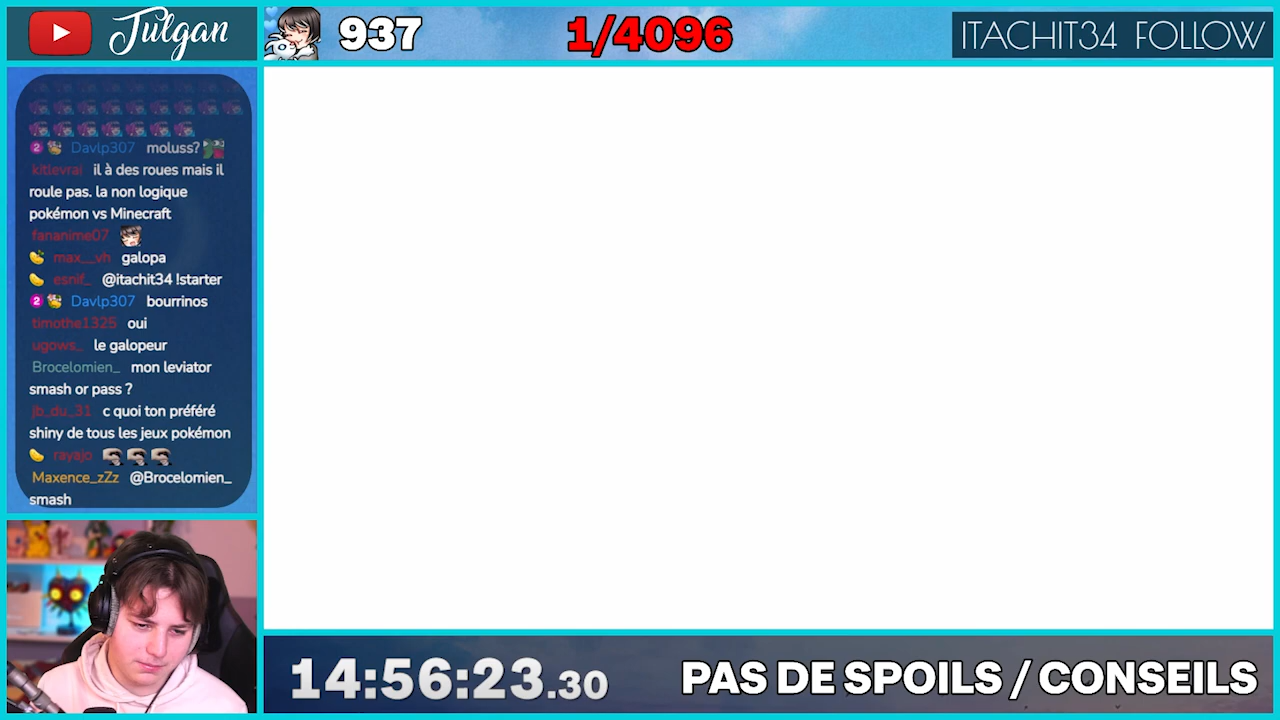 Julgan
937
1/4096
ITACHIT34 FOLLOW
2 Davlp307 moluss?
kitlevrai il à des roues mais il
roule pas. la non logique
pokémon vs Minecraft
fananime07
max__vh galopa
esnif_ @itachit34 !starter
2 Davlp307 bourrinos
timothe1325 oui
ugows_ le galopeur
Brocelomien_ mon leviator
smash or pass ?
jb_du_31 c quoi ton préféré
shiny de tous les jeux pokémon
rayajo
Maxence_zZz @Brocelomien_
smash
14:56:23.30
PAS DE SPOILS / CONSEILS